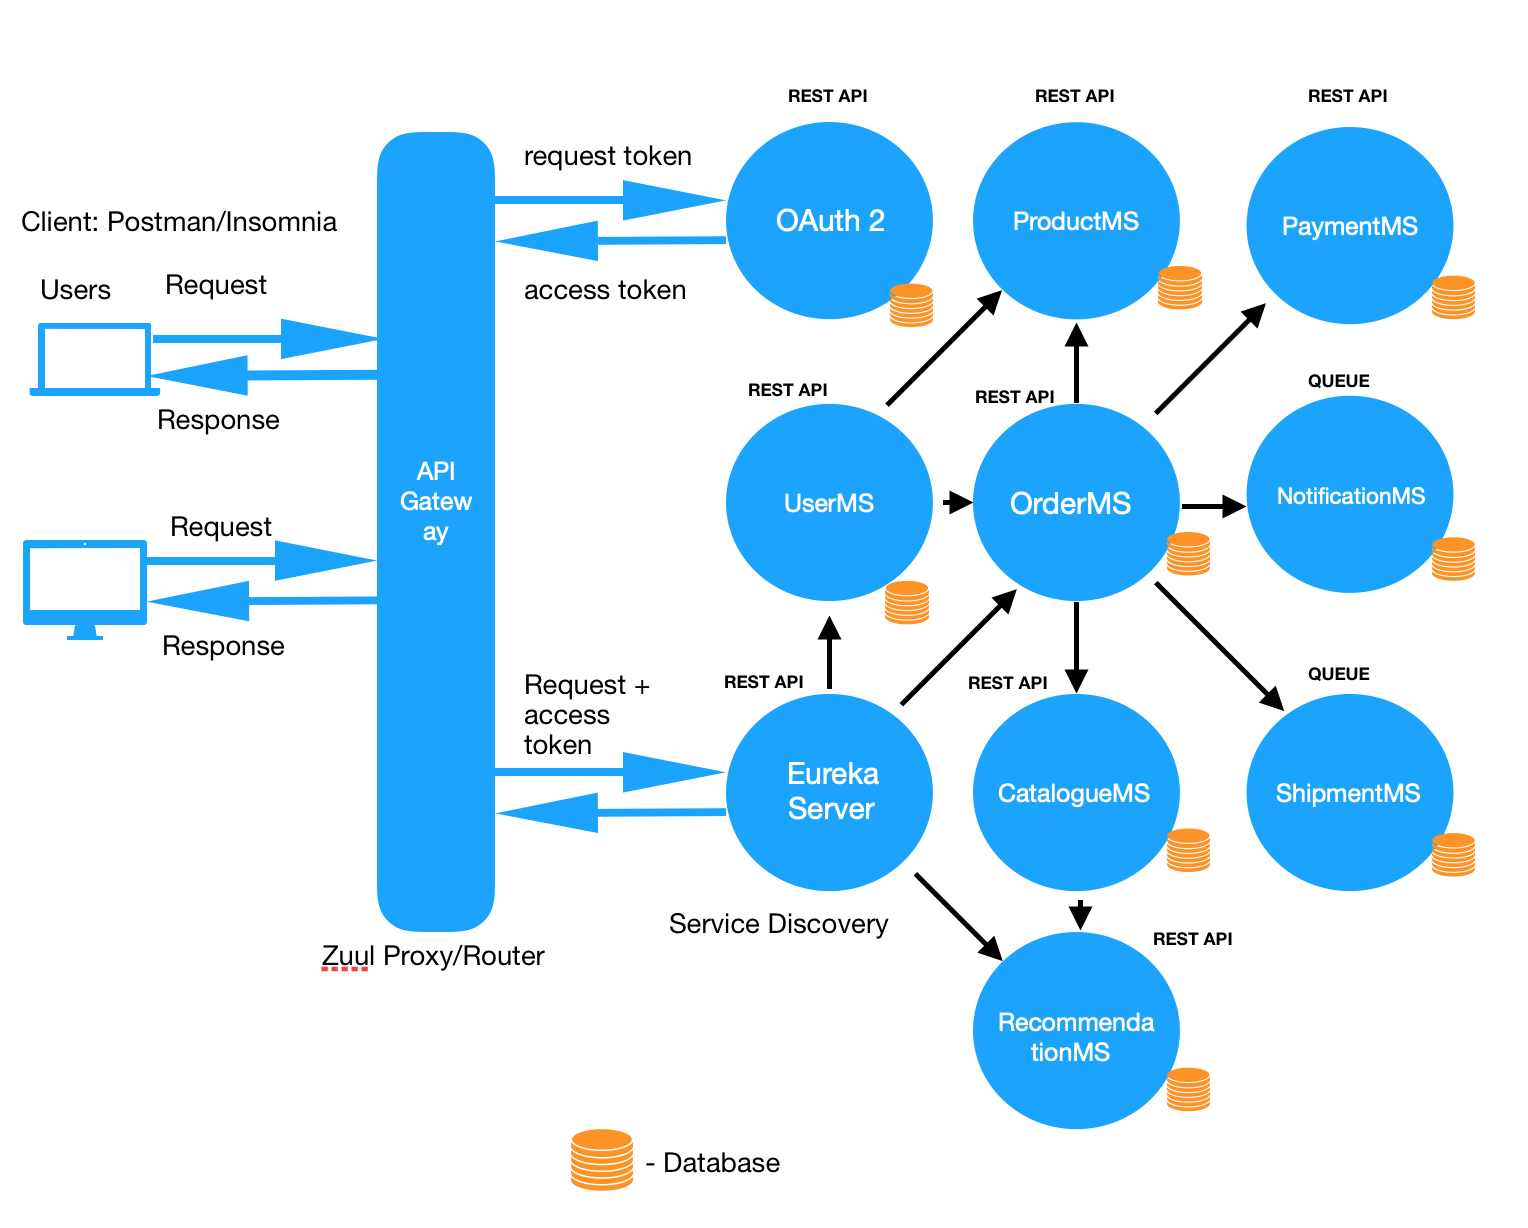 REST API
REST API
REST API
request token
OAuth 2
ProductMS
PaymentMS
Client: Postman/Insomnia
Users
Request
access token
Response
REST API
REST API
QUEUE
API
Gatew
ay
UserMS
OrderMS
NotificationMS
Request
Response
Request +
access
token
REST API
REST API
QUEUE
Eureka
Server
CatalogueMS
ShipmentMS
Service Discovery
Zuul Proxy/Router
REST API
Recommenda
tionMS
- Database